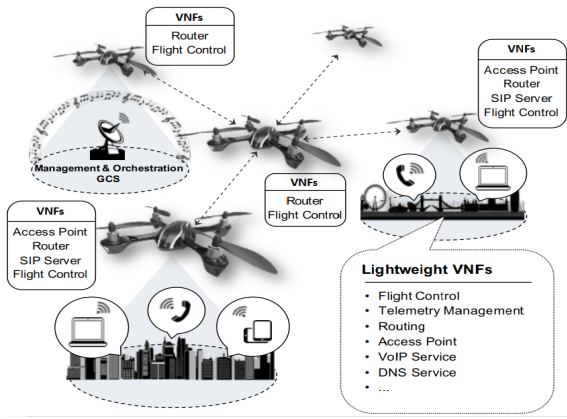 VNFs
Router
Flight Control
VNFs
Access Point
Router
SIP Server
Flight Control
Management & Orchestration
GCS
VNFs
Router
Flight Control
VNFs
Access Point
Router
SIP Server
Flight Control
Lightweight VNFs
• Flight Control
• Telemetry Management
• Routing
• Access Point
• VoIP Service
• DNS Service
• ...